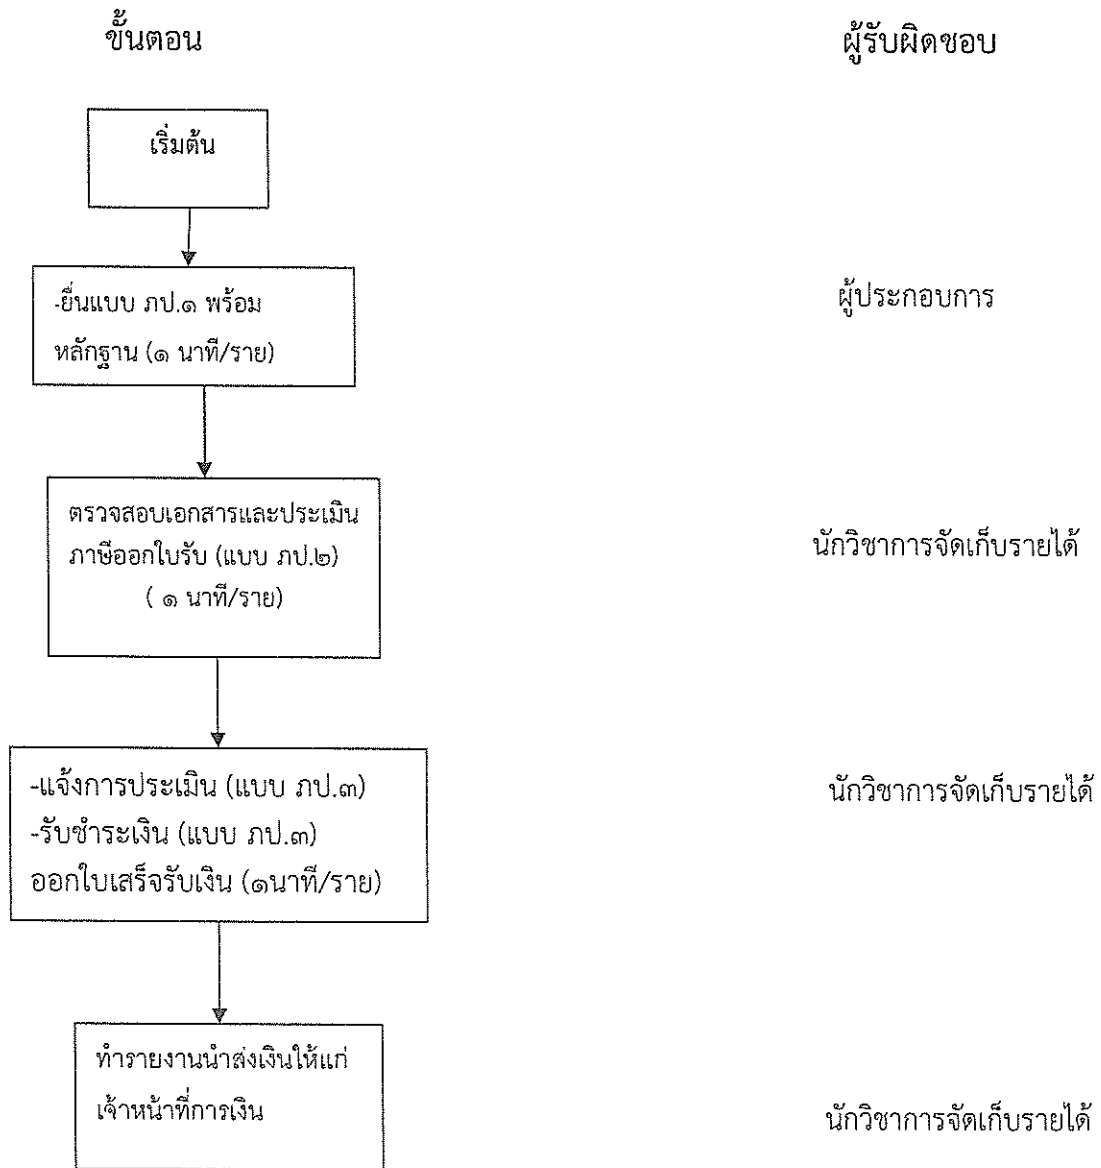 ขั้นตอน
ผู้รับผิดชอบ
เริ่มต้น
-ยื่นแบบ ภป.๑ พร้อม
หลักฐาน (๑ นาที/ราย)
ผู้ประกอบการ
ตรวจสอบเอกสารและประเมิน
ภาษีออกใบรับ (แบบ ภป.๒)
( ๑ นาที/ราย)
นักวิชาการจัดเก็บรายได้
-แจ้งการประเมิน (แบบ ภป.๓)
-รับชำระเงิน (แบบ ภป.๓)
ออกใบเสร็จรับเงิน (๑นาที/ราย)
นักวิชาการจัดเก็บรายได้
ทำรายงานนำส่งเงินให้แก่
เจ้าหน้าที่การเงิน
นักวิชาการจัดเก็บรายได้